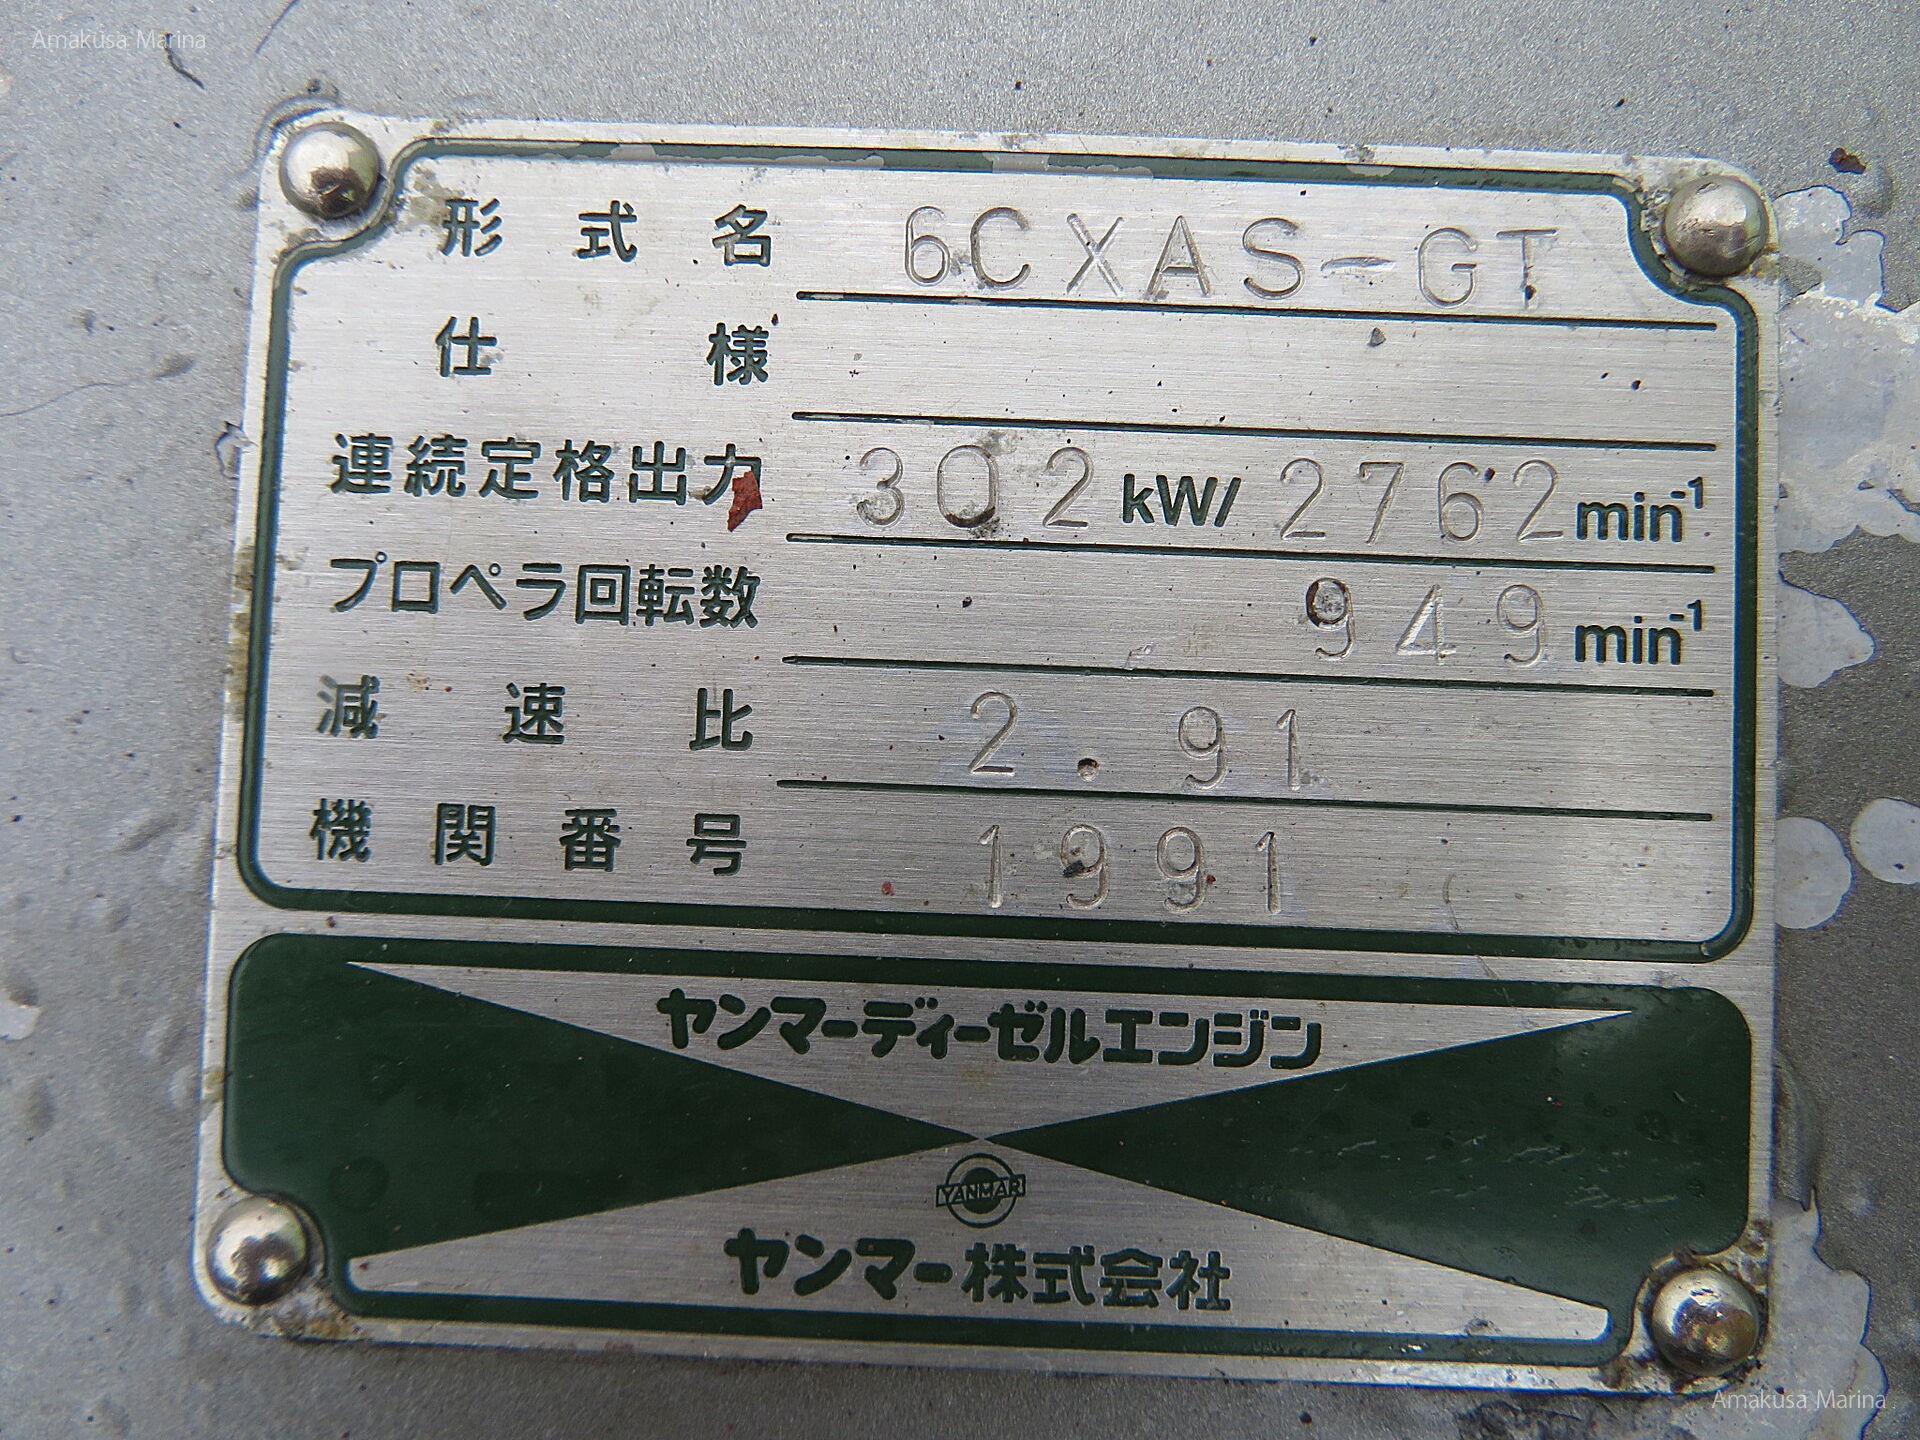 Amakusa Marina
形式名 6CXAS-GT
仕様
連続定格出力 302 kW/ 2762 min-1
プロペラ回転数 949 min-1
減速比 2.91
機関番号 1991
ヤンマーディーゼルエンジン
YANMAR
ヤンマー株式会社
Amakusa Marina